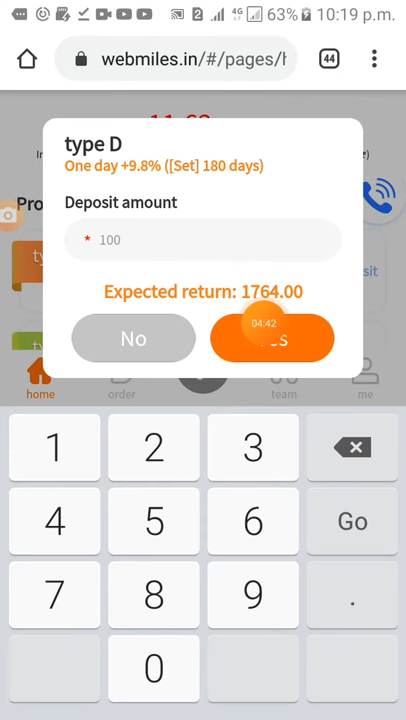 4G 63% 10:19 p.m.
webmiles.in/#/pages/h
44
type D
One day +9.8% ([Set] 180 days)
Deposit amount
* 100
Expected return: 1764.00
No
04:42
home
order
team
me
1 2 3
4 5 6 Go
7 8 9 .
0